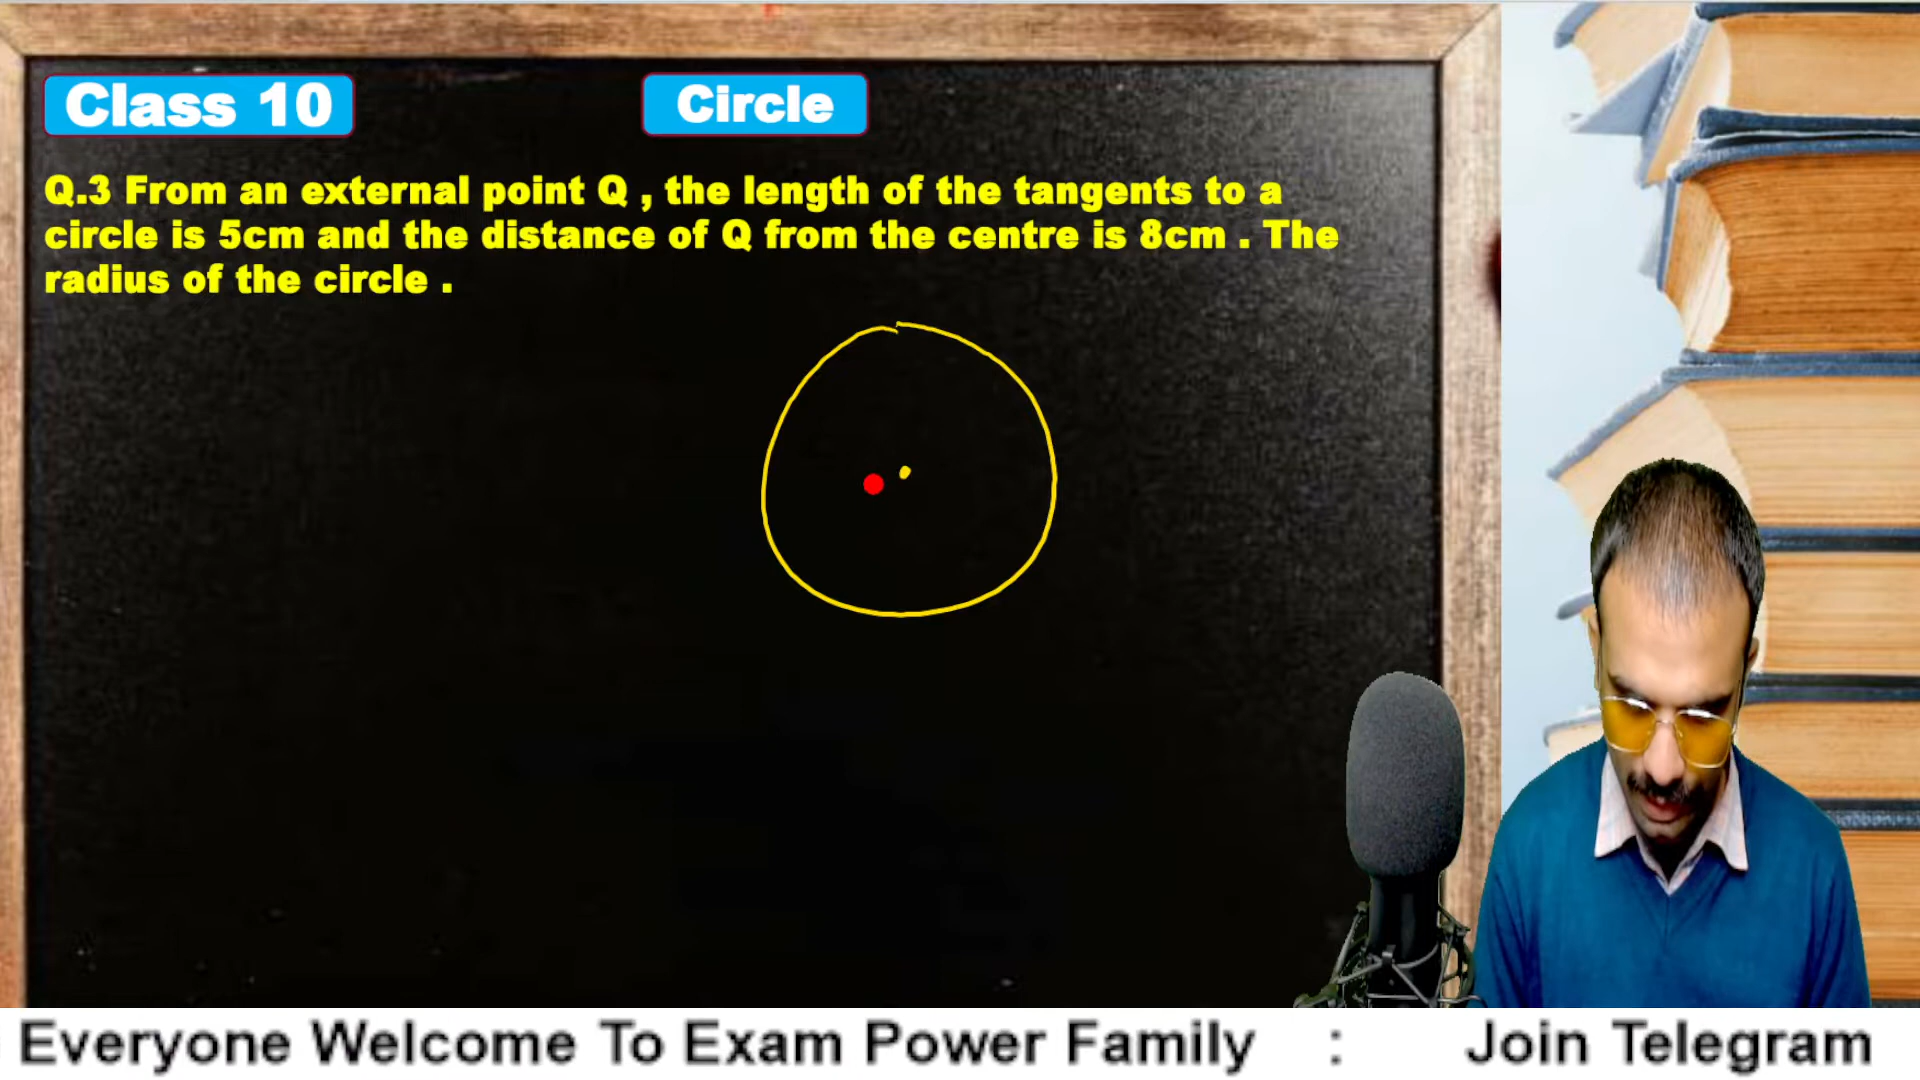 Class 10
Circle
Q.3 From an external point Q , the length of the tangents to a
circle is 5cm and the distance of Q from the centre is 8cm . The
radius of the circle .
Everyone Welcome To Exam Power Family : Join Telegram